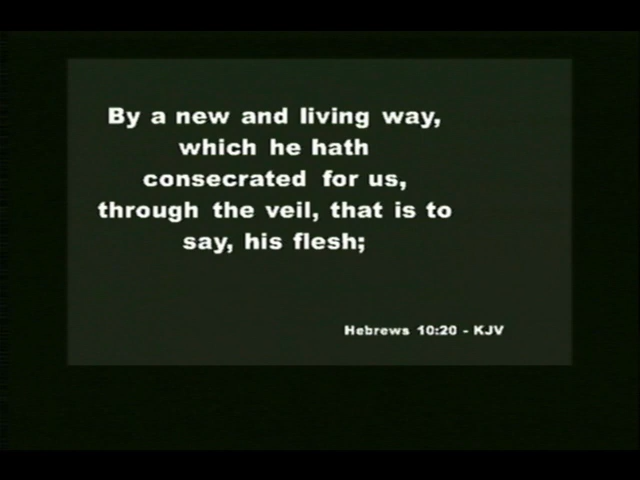 By a new and living way,
which he hath
consecrated for us,
through the veil, that is to
say, his flesh;
Hebrews 10:20 - KJV